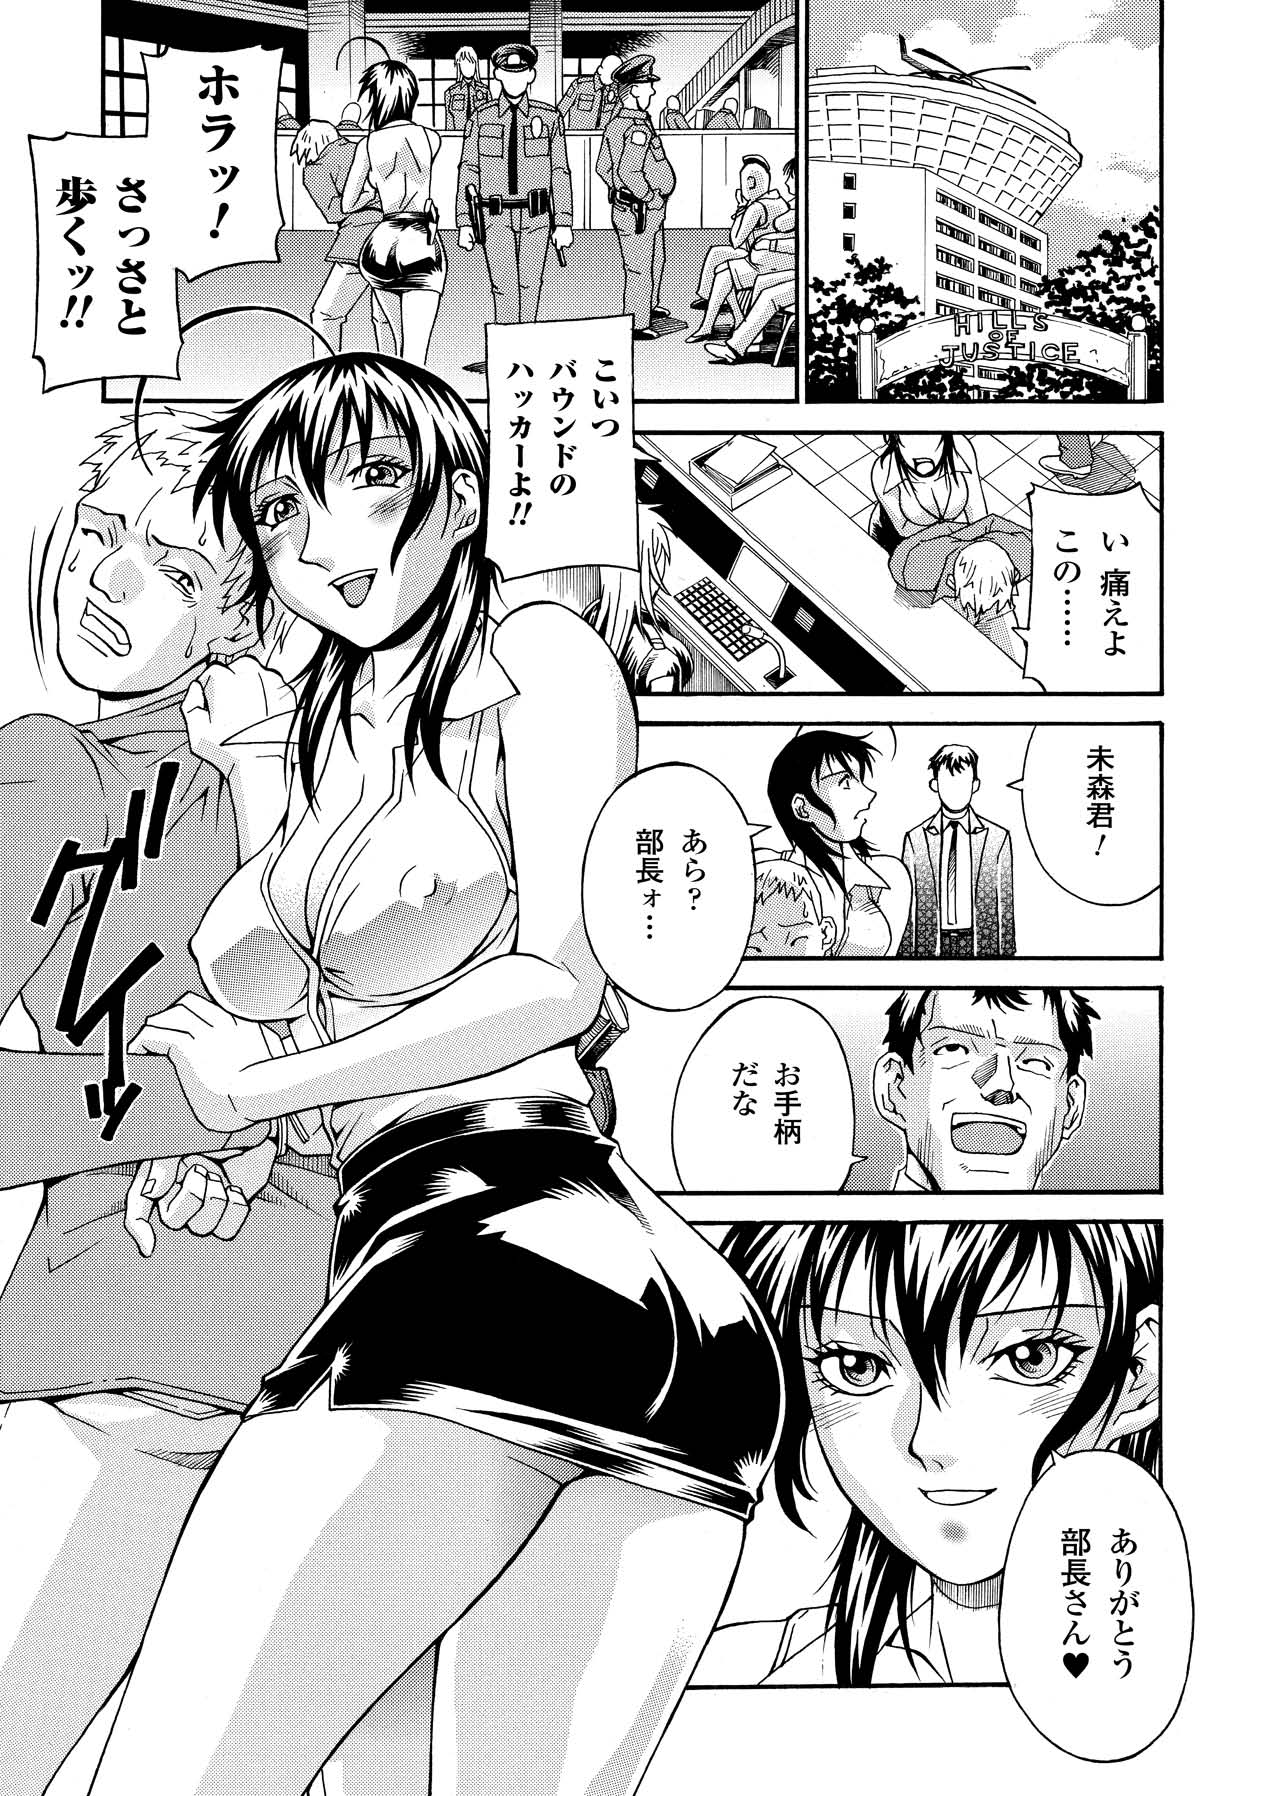 HILLS
OF
JUSTICE
ホラッ!
さっさと
歩くッ!!
い 痛えよ
この……
こいつ
バウンドの
ハッカーよ!!
グイッ
未森君!
あら?
部長ォ…
お手柄
だな
ありがとう
部長さん♥